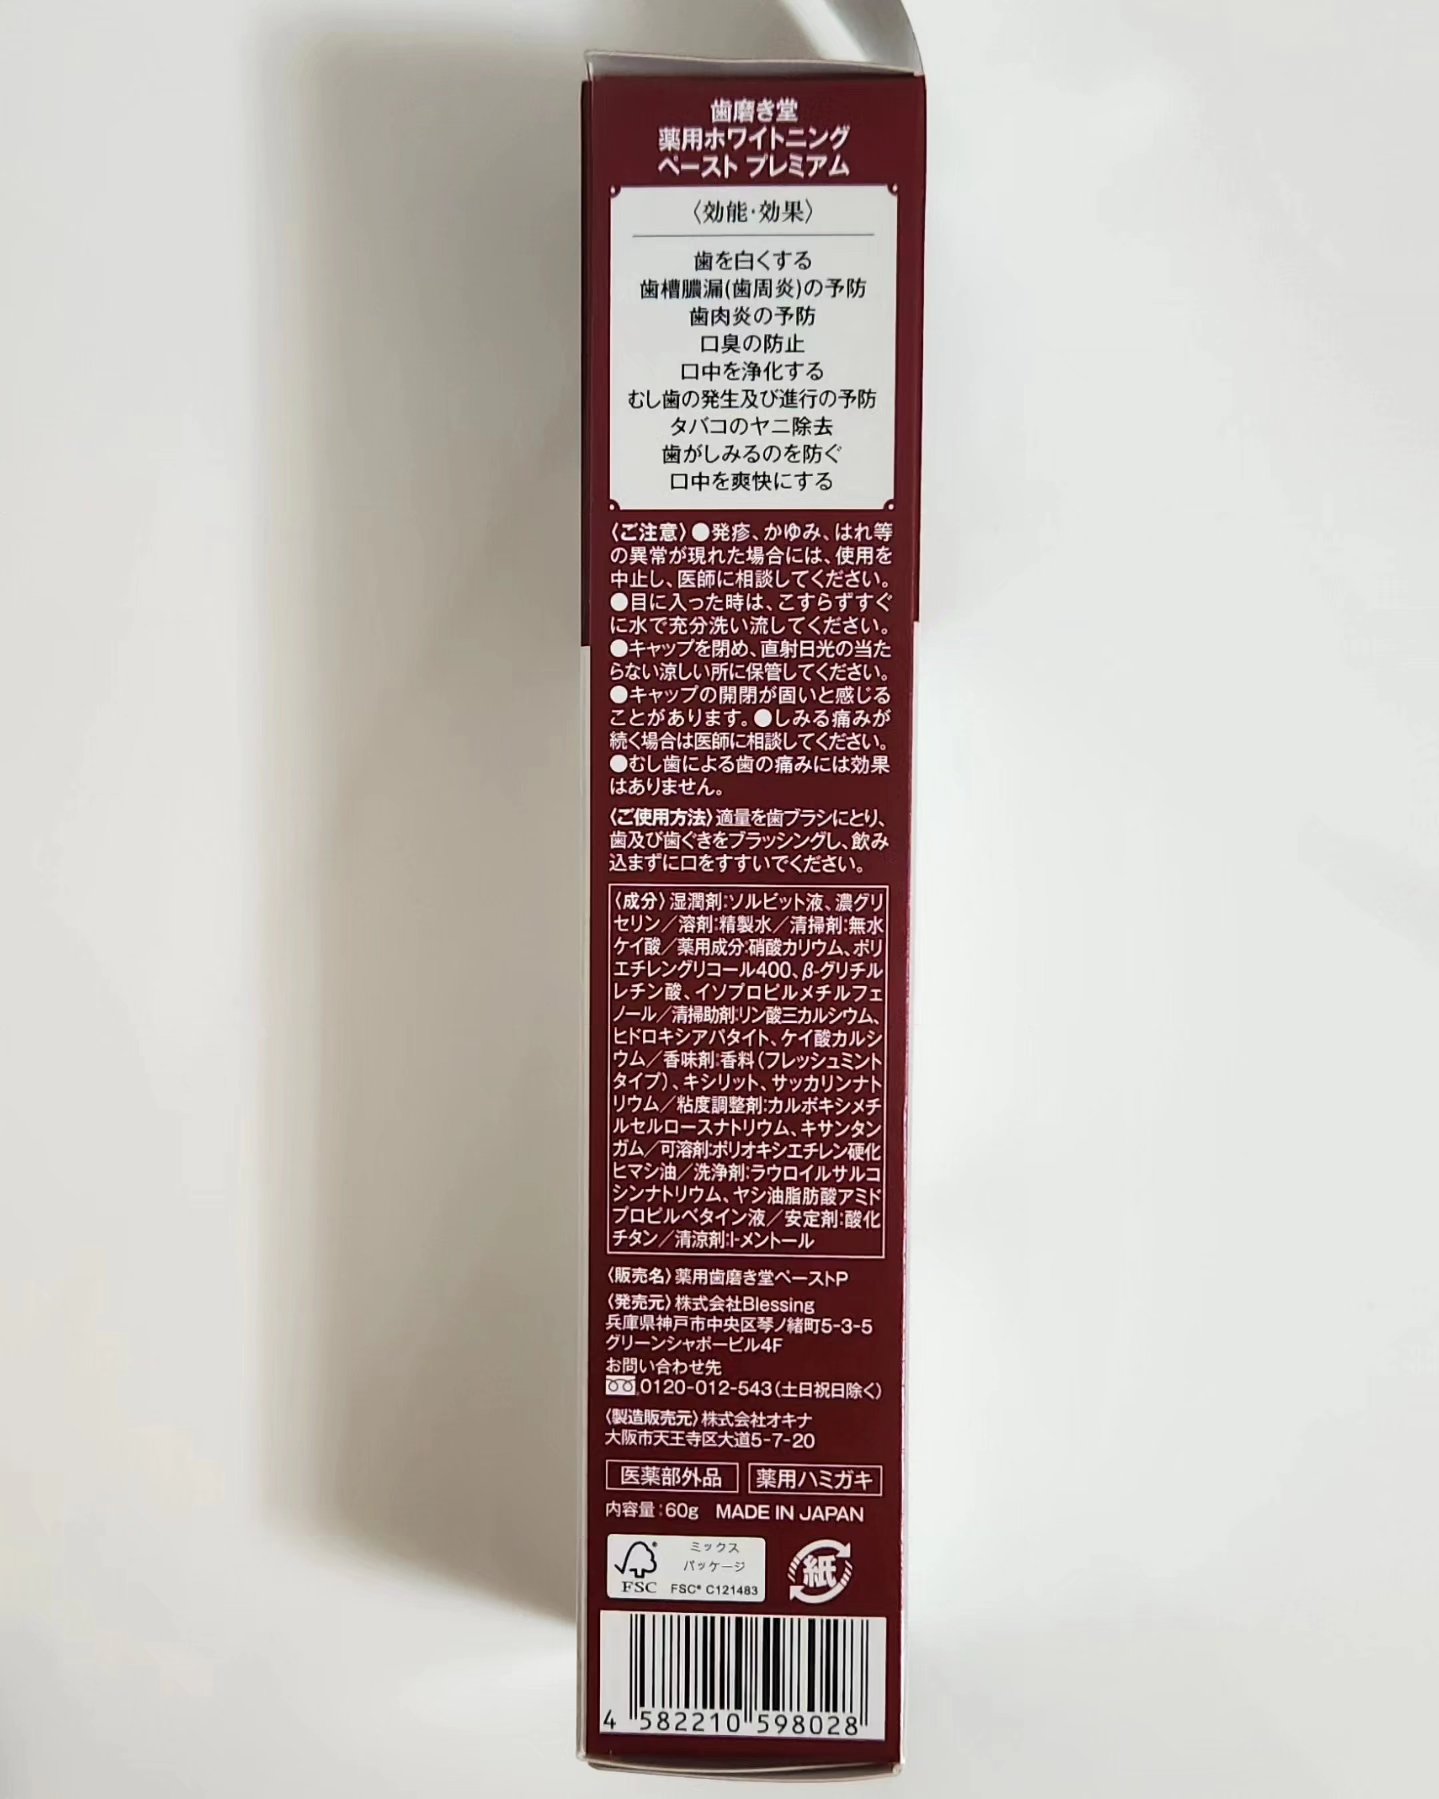 歯磨き堂
薬用ホワイトニング
ペースト プレミアム
〈効能・効果〉
歯を白くする
歯槽膿漏(歯周炎)の予防
歯肉炎の予防
口臭の防止
口中を浄化する
むし歯の発生及び進行の予防
タバコのヤニ除去
歯がしみるのを防ぐ
口中を爽快にする
〈ご注意〉●発疹、かゆみ、はれ等
の異常が現れた場合には、使用を
中止し、医師に相談してください。
●目に入った時は、こすらずすぐ
に水で充分洗い流してください。
●キャップを閉め、直射日光の当た
らない涼しい所に保管してください。
●キャップの開閉が固いと感じる
ことがあります。●しみる痛みが
続く場合は医師に相談してください。
●むし歯による歯の痛みには効果
はありません。
〈ご使用方法〉適量を歯ブラシにとり、
歯及び歯ぐきをブラッシングし、飲み
込まずに口をすすいでください。
〈成分〉湿潤剤:ソルビット液、濃グリ
セリン／溶剤:精製水／清掃剤:無水
ケイ酸／薬用成分:硝酸カリウム、ポリ
エチレングリコール400、β-グリチル
レチン酸、イソプロピルメチルフェ
ノール／清掃助剤:リン酸三カルシウム、
ヒドロキシアパタイト、ケイ酸カルシ
ウム／香味剤:香料(フレッシュミント
タイプ)、キシリット、サッカリンナト
リウム／粘度調整剤:カルボキシメチ
ルセルロースナトリウム、キサンタン
ガム／可溶剤:ポリオキシエチレン硬化
ヒマシ油／洗浄剤:ラウロイルサルコ
シンナトリウム、ヤシ油脂肪酸アミド
プロピルベタイン液／安定剤:酸化
チタン／清涼剤:l-メントール
〈販売名〉薬用歯磨き堂ペーストP
〈発売元〉株式会社Blessing
兵庫県神戸市中央区琴ノ緒町5-3-5
グリーンシャポービル4F
お問い合わせ先
0120-012-543(土日祝日除く)
〈製造販売元〉株式会社オキナ
大阪市天王寺区大道5-7-20
医薬部外品 薬用ハミガキ
内容量:60g MADE IN JAPAN
ミックス
パッケージ
FSC FSC® C121483
紙
4 582210 598028